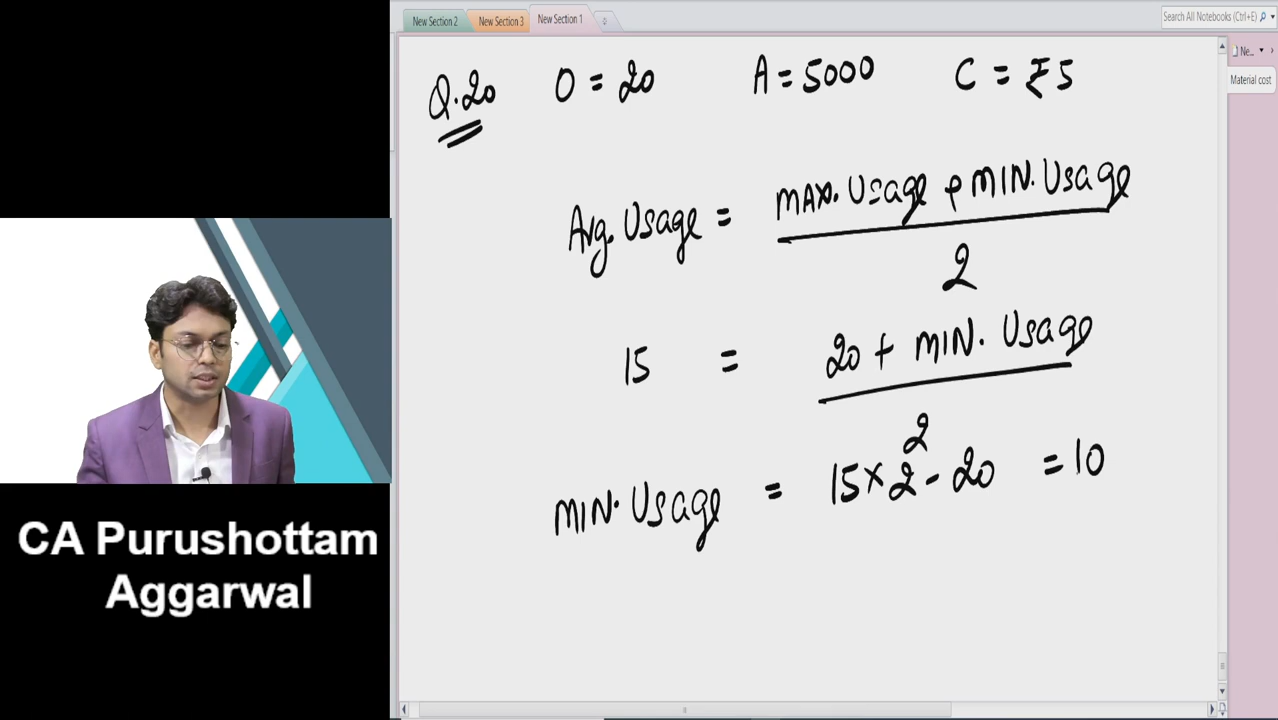 New Section 2 New Section 3 New Section 1
Search All Notebooks (Ctrl+E)
Ne...
Material cost
Q.20 O = 20 A = 5000 C = ₹5
Avg. Usage = MAX. Usage + MIN. Usage
2
15 = 20 + MIN. Usage
2
MIN. Usage = 15 × 2 - 20 = 10
CA Purushottam
Aggarwal